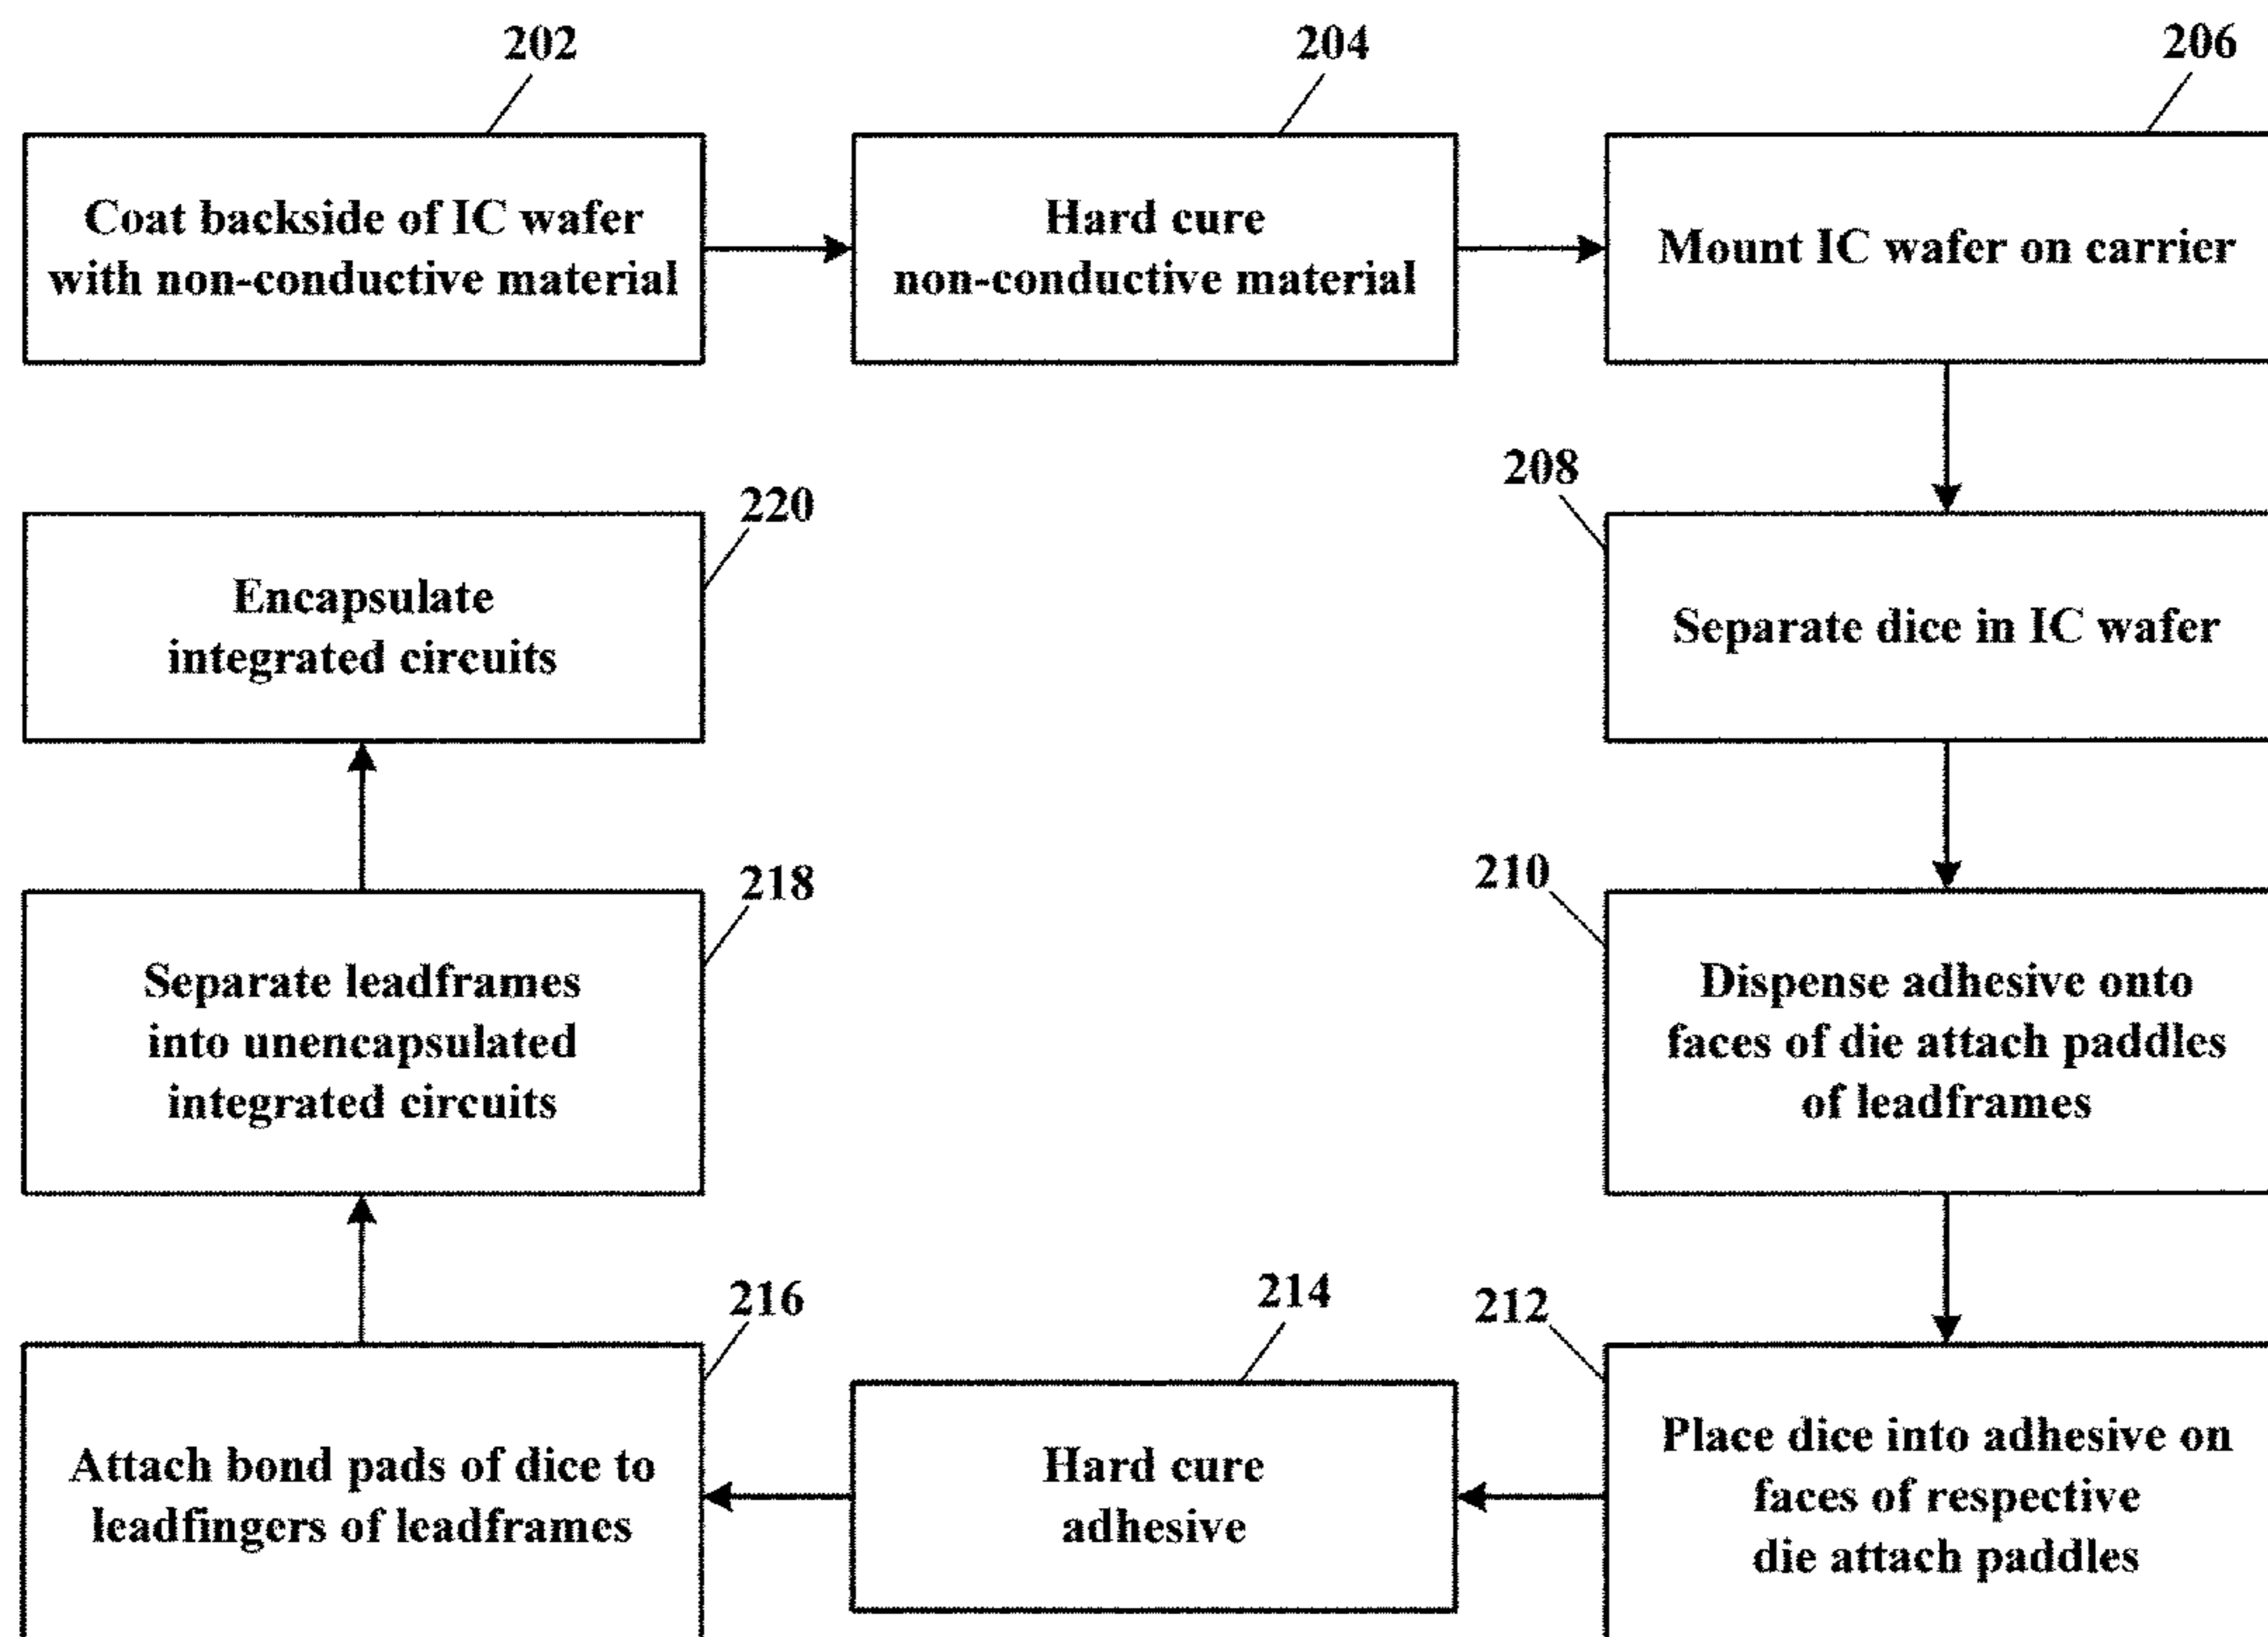 202
Coat backside of IC wafer
with non-conductive material
204
Hard cure
non-conductive material
206
Mount IC wafer on carrier
208
Separate dice in IC wafer
210
Dispense adhesive onto
faces of die attach paddles
of leadframes
212
Place dice into adhesive on
faces of respective
die attach paddles
214
Hard cure
adhesive
216
Attach bond pads of dice to
leadfingers of leadframes
218
Separate leadframes
into unencapsulated
integrated circuits
220
Encapsulate
integrated circuits